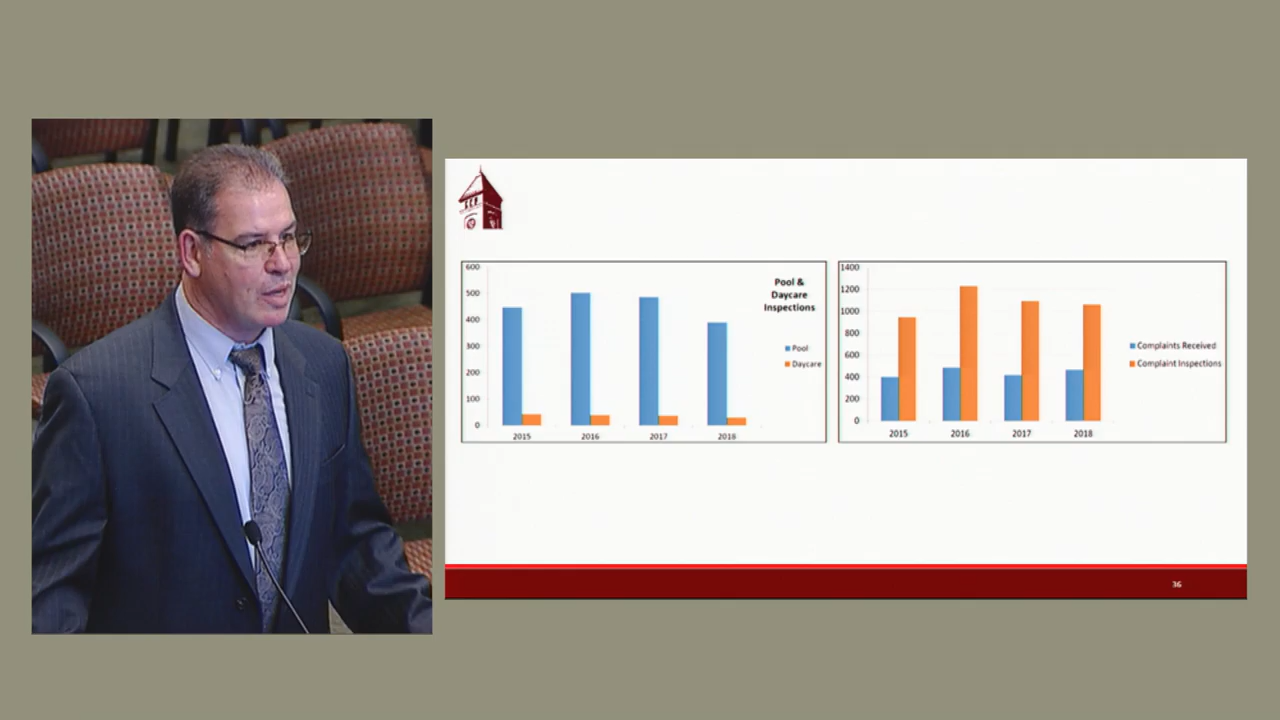 600
500
400
300
200
100
0
2015 2016 2017 2018
Pool &
Daycare
Inspections
Pool
Daycare
1400
1200
1000
800
600
400
200
0
2015 2016 2017 2018
Complaints Received
Complaint Inspections
36